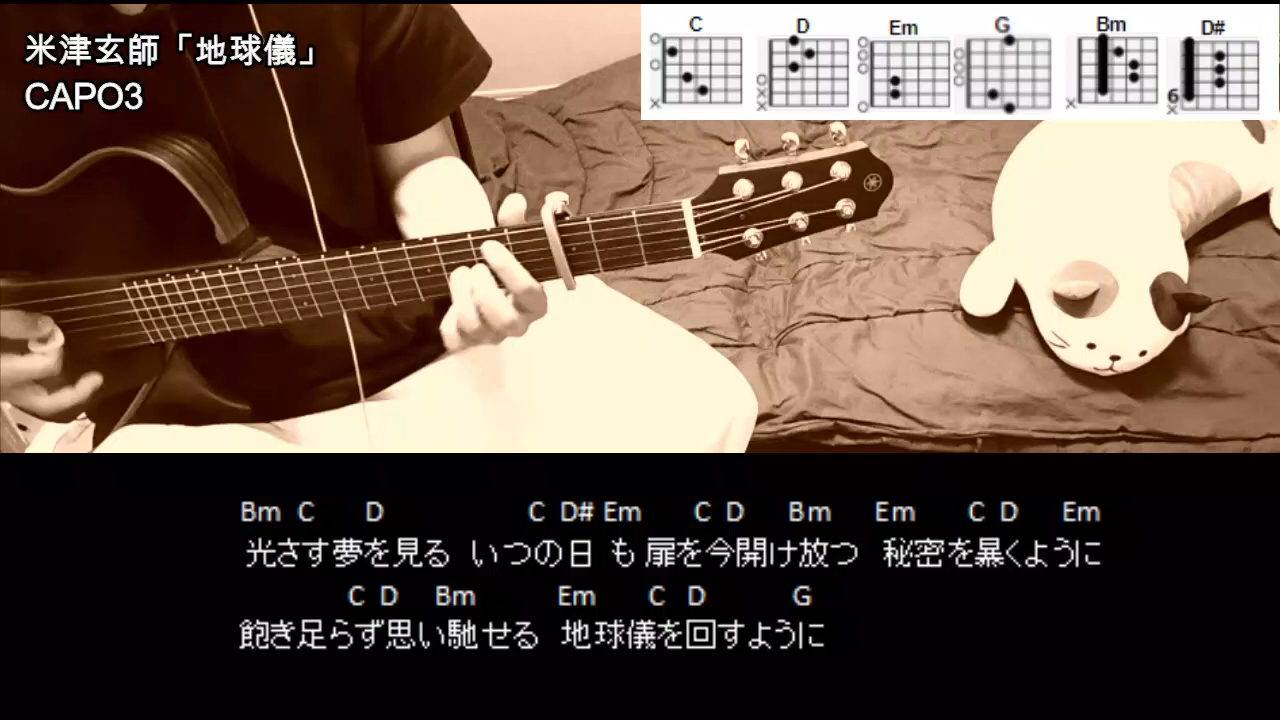 米津玄師「地球儀」
CAPO3
C D Em G Bm D#
6
Bm C D C D# Em C D Bm Em C D Em
光さす夢を見る いつの日も 扉を今開け放つ 秘密を暴くように
C D Bm Em C D G
飽き足らず思い馳せる 地球儀を回すように